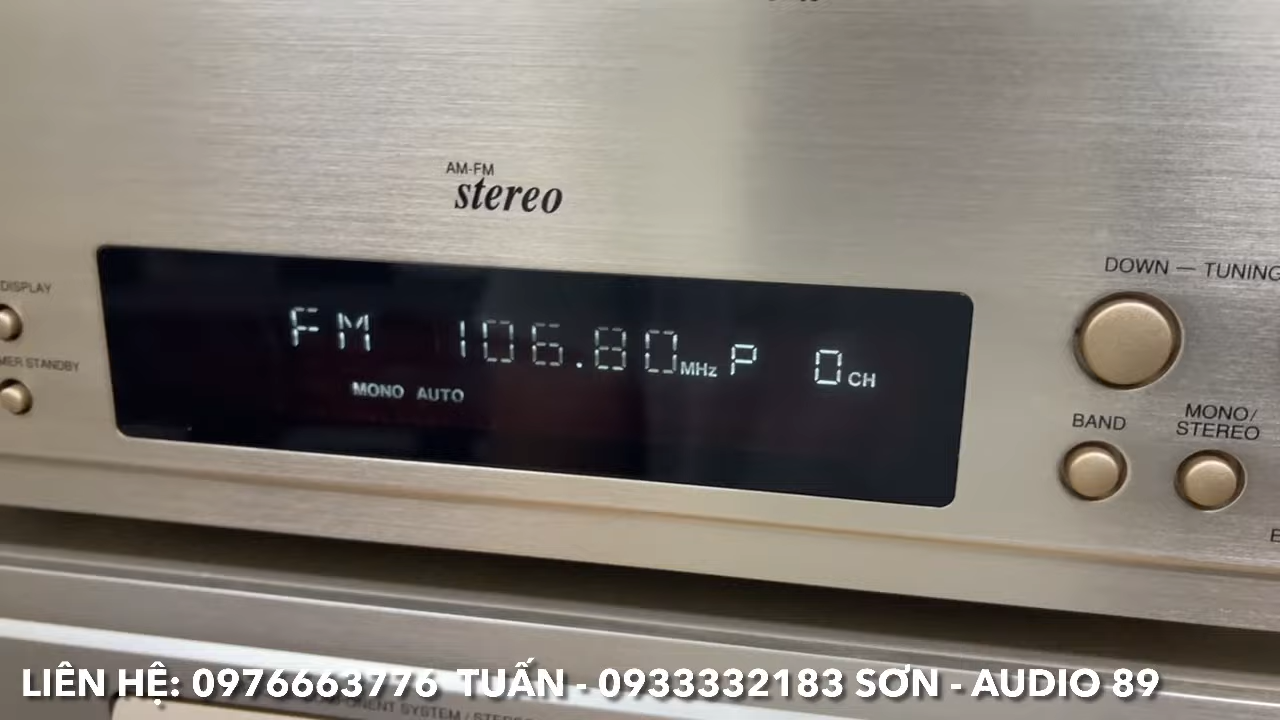 AM-FM
stereo
DISPLAY
STANDBY
FM 106.80 MHz P 0 CH
MONO AUTO
DOWN — TUNING
BAND
MONO/
STEREO
LIÊN HỆ: 0976663776 TUẤN - 0933332183 SƠN - AUDIO 89
SYSTEM /